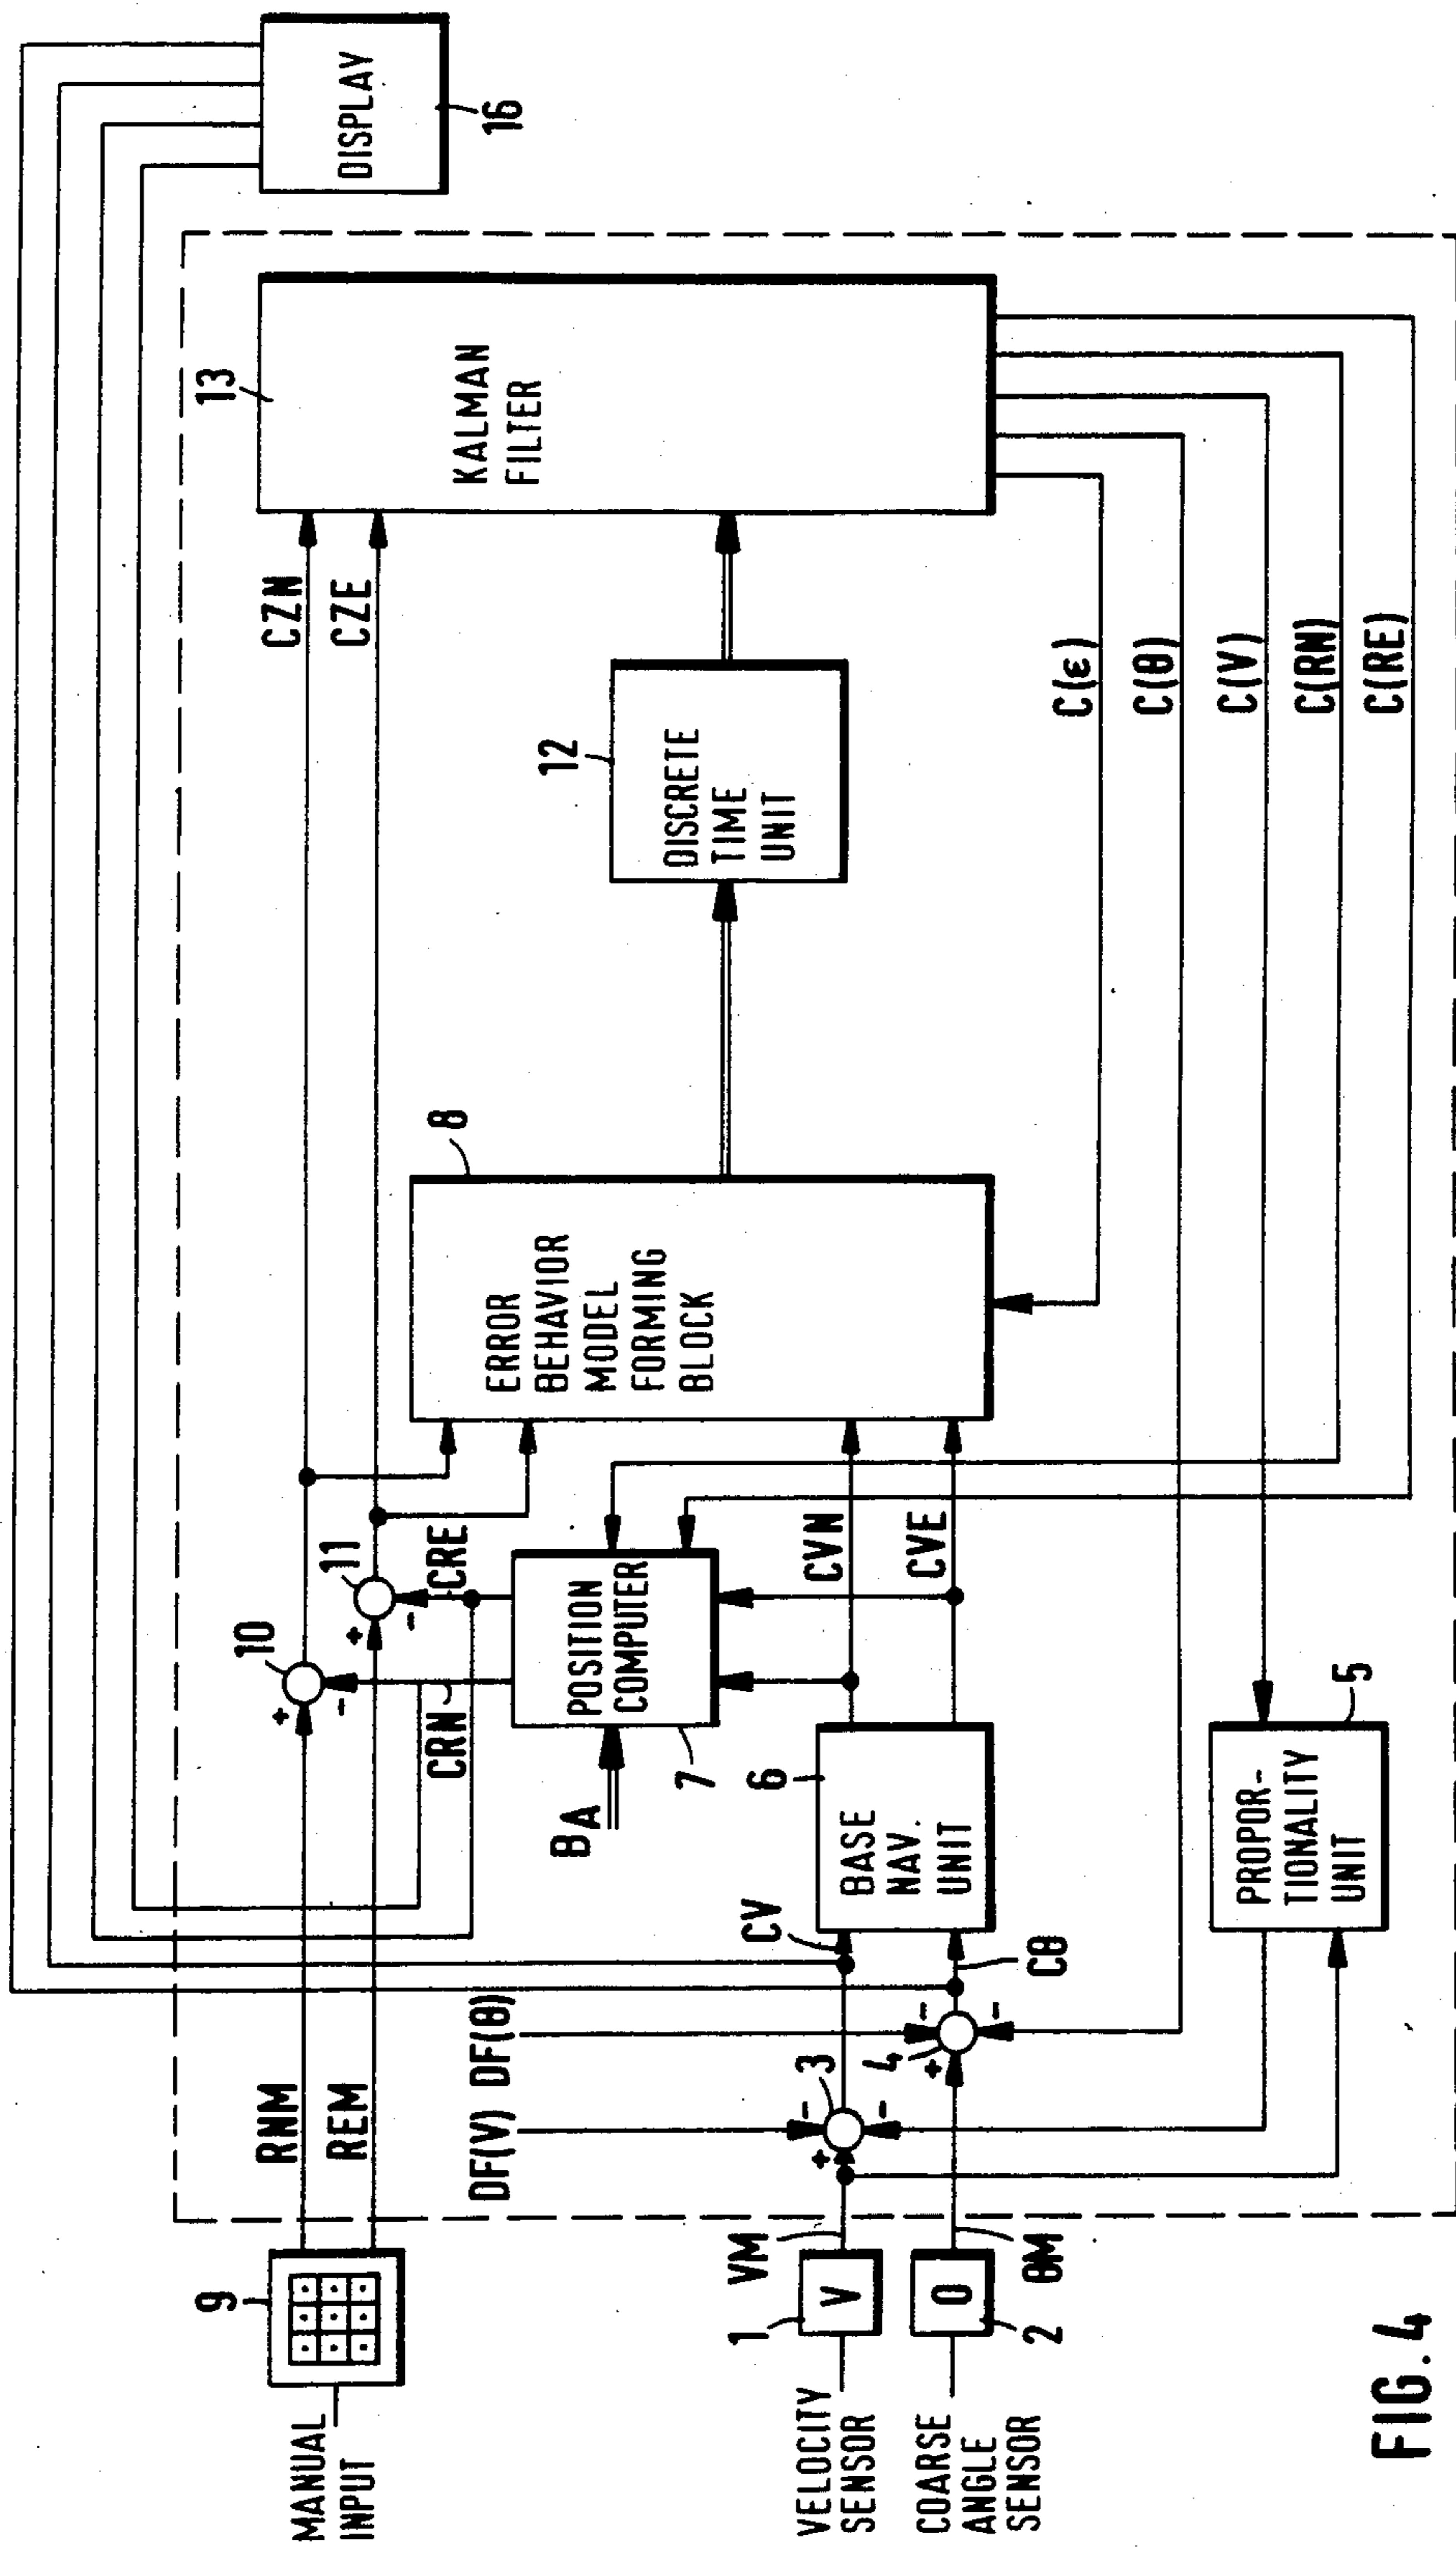 MANUAL
INPUT
9
RNM
REM
10
11
+
-
+
-
CZN
CZE
13
KALMAN
FILTER
DISPLAY
16
CRN
CRE
BA
POSITION
COMPUTER
7
ERROR
BEHAVIOR
MODEL
FORMING
BLOCK
8
DISCRETE
TIME
UNIT
12
DF(V)
DF(θ)
VELOCITY
SENSOR
1
V
VM
3
+
-
-
CV
COARSE
ANGLE
SENSOR
2
θM
4
+
-
-
Cθ
BASE
NAV.
UNIT
6
CVN
CVE
PROPOR-
TIONALITY
UNIT
5
C(ε)
C(θ)
C(V)
C(RN)
C(RE)
FIG. 4